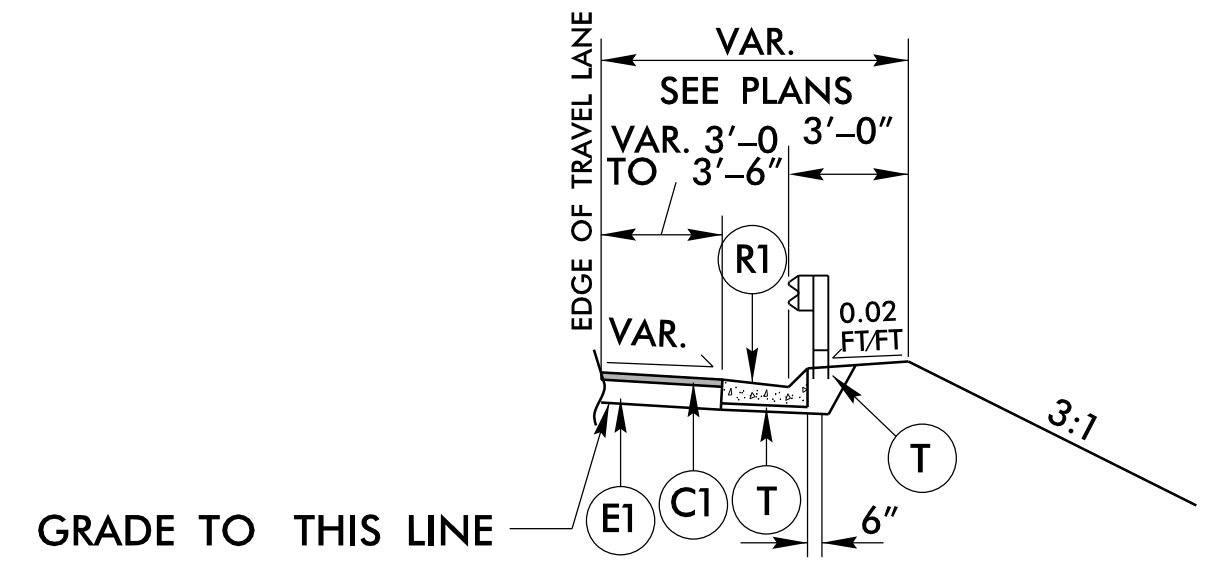 EDGE OF TRAVEL LANE
VAR.
SEE PLANS
VAR. 3'–0
TO 3'–6"
3'–0"
R1
VAR.
0.02
FT/FT
3:1
T
GRADE TO THIS LINE
E1
C1
T
6"